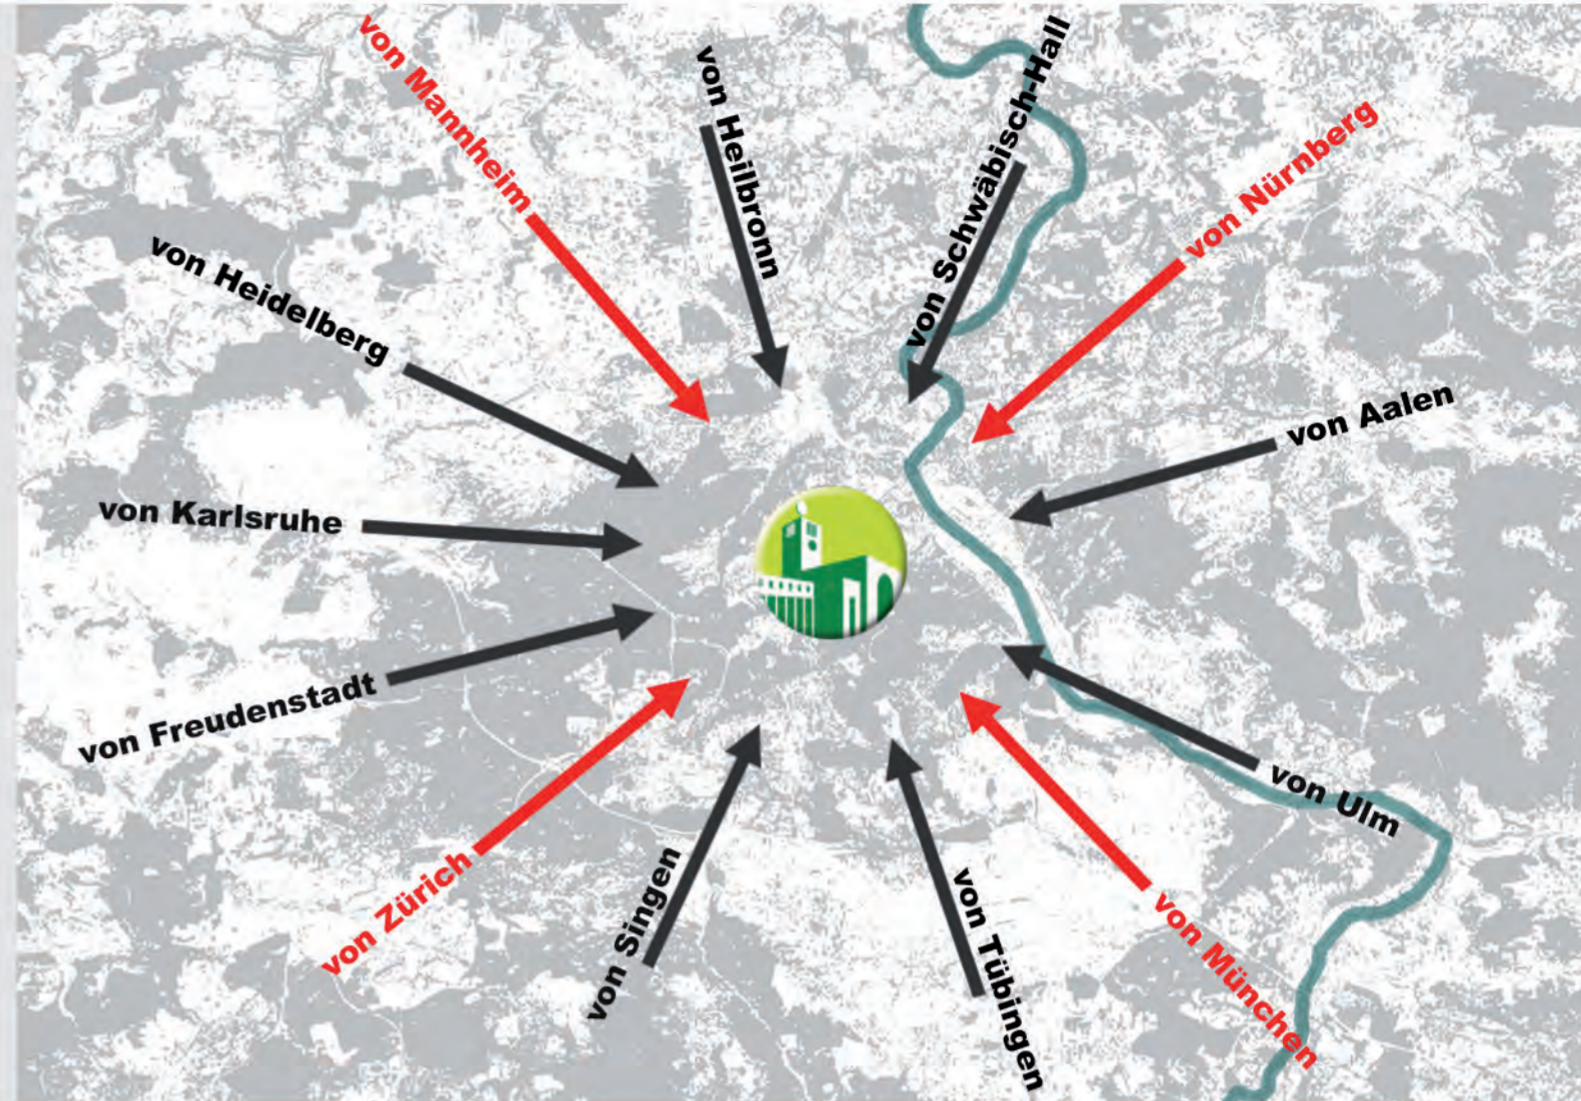 von Mannheim
von Heilbronn
von Schwäbisch-Hall
von Nürnberg
von Heidelberg
von Aalen
von Karlsruhe
von Freudenstadt
von Ulm
von Zürich
von Singen
von Tübingen
von München